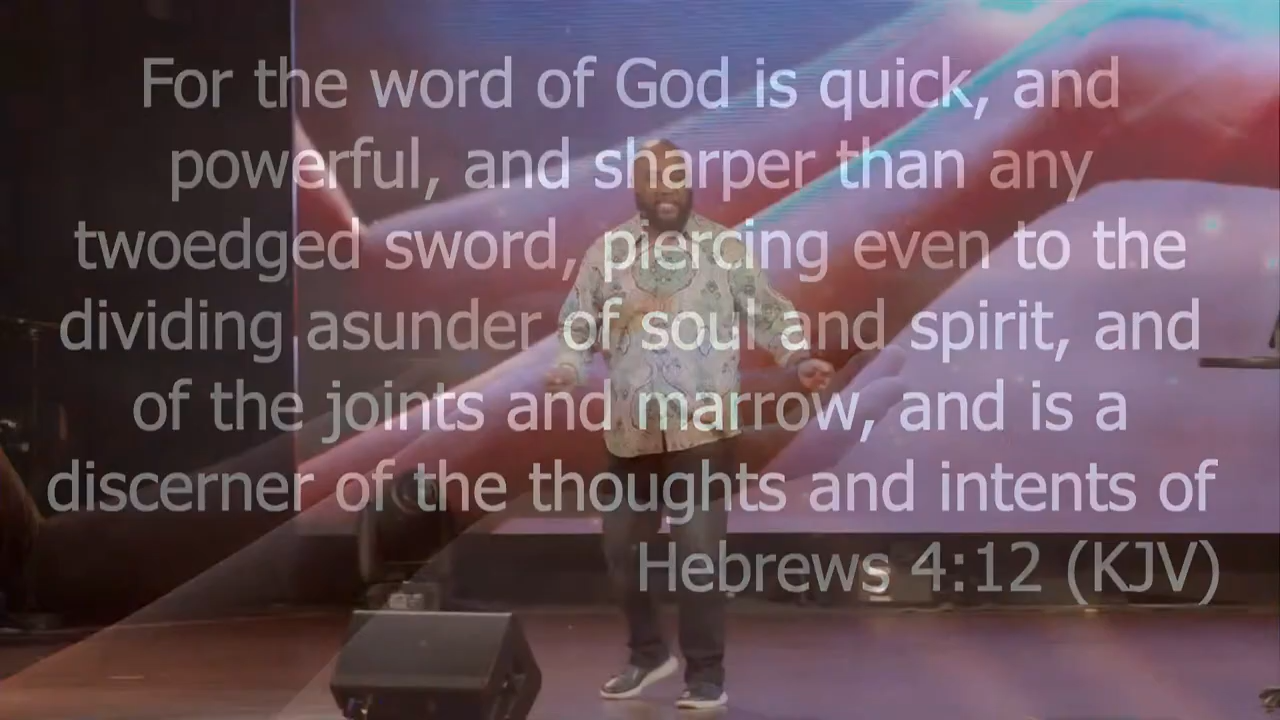 For the word of God is quick, and
powerful, and sharper than any
twoedged sword, piercing even to the
dividing asunder of soul and spirit, and
of the joints and marrow, and is a
discerner of the thoughts and intents of
Hebrews 4:12 (KJV)